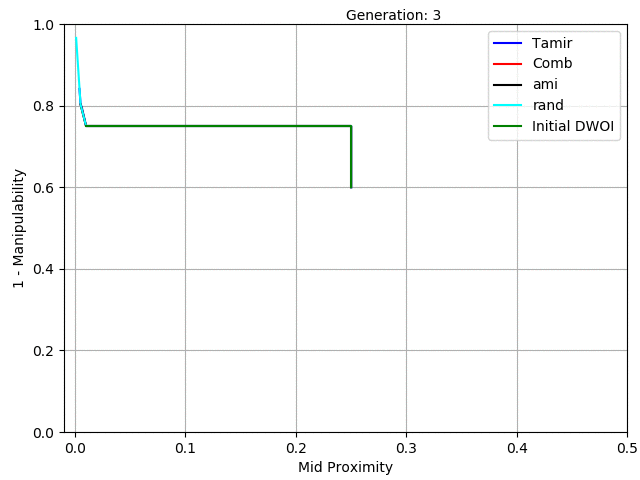 Generation: 3
Tamir
Comb
ami
rand
Initial DWOI
1.0
0.8
0.6
0.4
0.2
0.0
1 - Manipulability
0.0 0.1 0.2 0.3 0.4 0.5
Mid Proximity